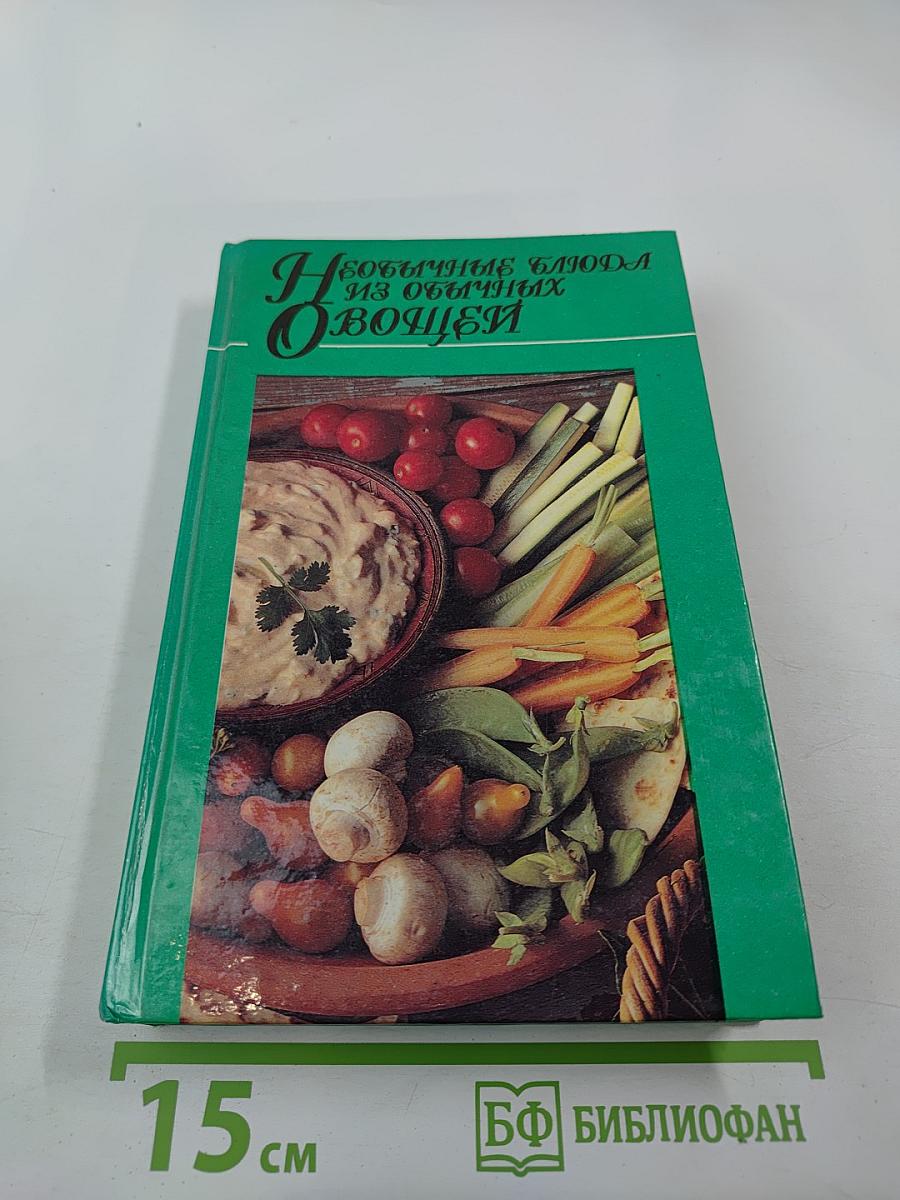 Необычные блюда
из обычных
Овощей
15 см
БФ БИБЛИОФАН